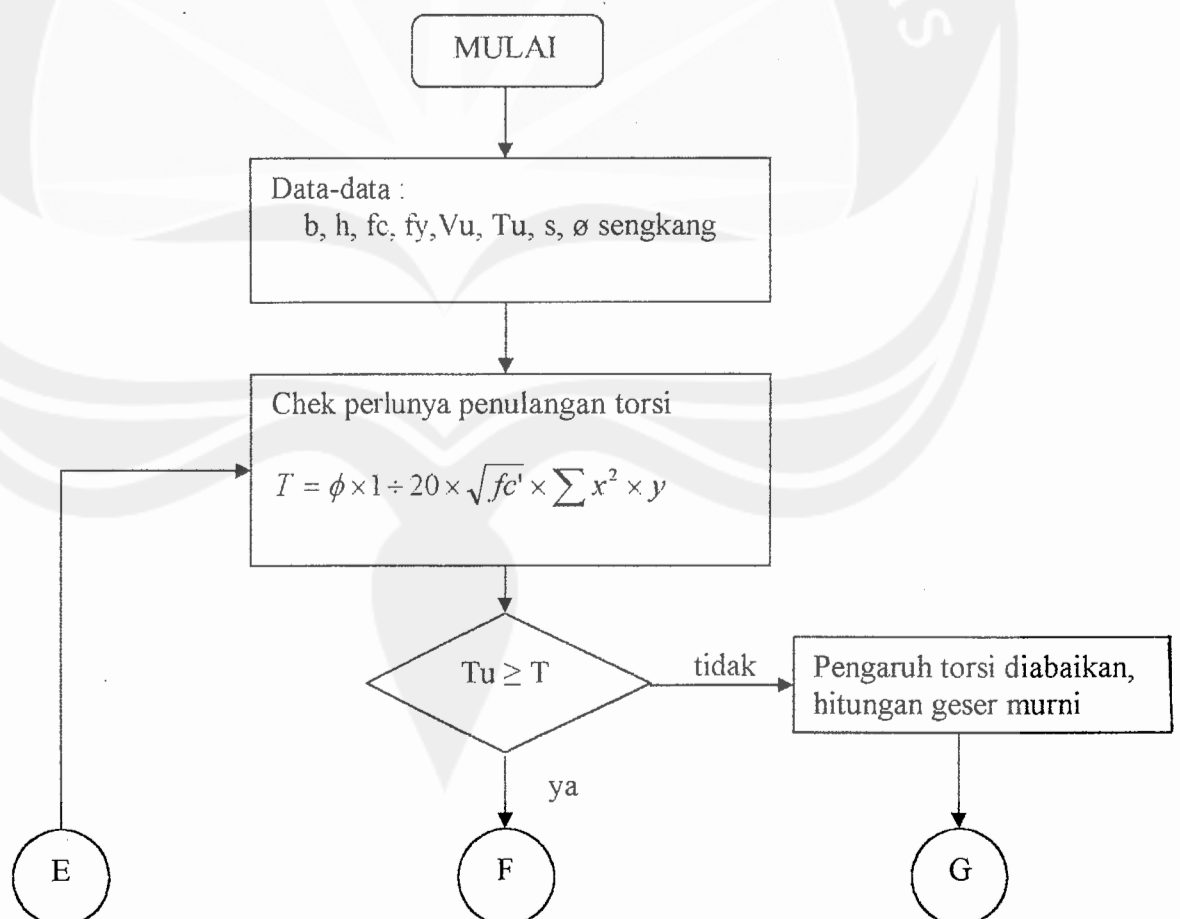 MULAI
Data-data :
b, h, fc, fy,Vu, Tu, s, ø sengkang
Chek perlunya penulangan torsi
T = ϕ × 1 ÷ 20 × √fc' × ∑ x² × y
Tu ≥ T
tidak
Pengaruh torsi diabaikan,
hitungan geser murni
ya
E
F
G